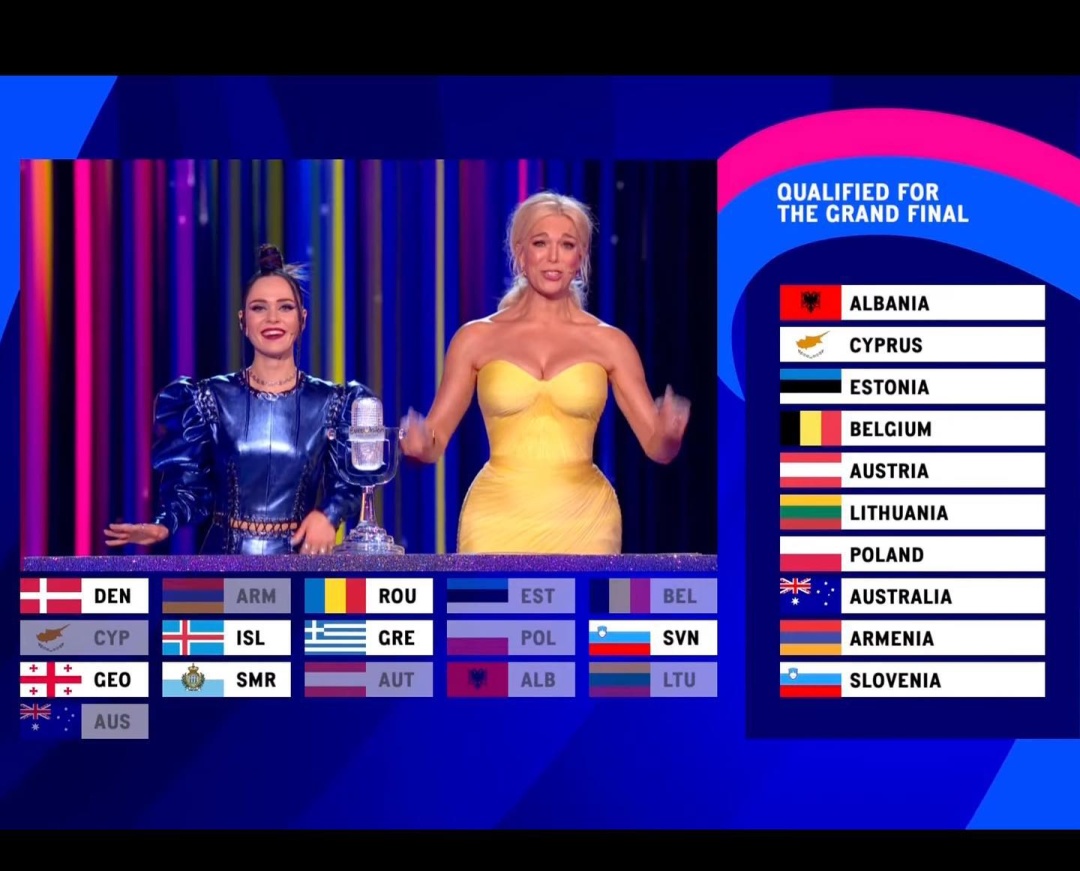 QUALIFIED FOR
THE GRAND FINAL
ALBANIA
CYPRUS
ESTONIA
BELGIUM
AUSTRIA
LITHUANIA
POLAND
AUSTRALIA
ARMENIA
SLOVENIA
DEN ARM ROU EST BEL
CYP ISL GRE POL SVN
GEO SMR AUT ALB LTU
AUS